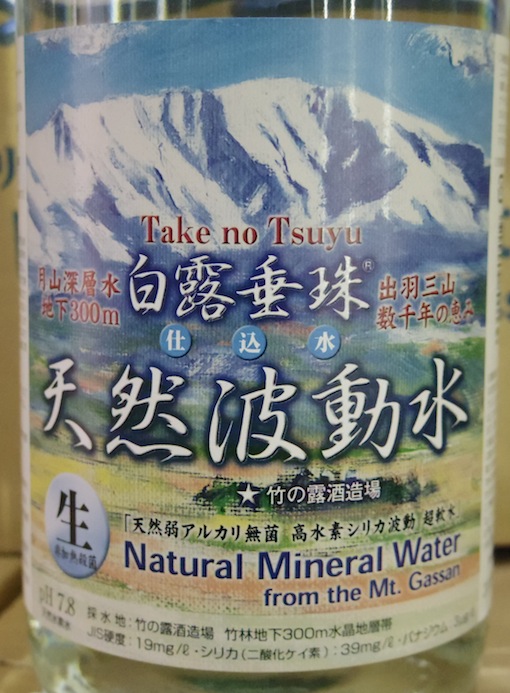 Take no Tsuyu
月山深層水
地下300m
白露垂珠®
出羽三山
数千年の恵み
仕込水
天然波動水
★竹の露酒造場
生
非加熱殺菌
「天然弱アルカリ無菌 高水素シリカ波動 超軟水
Natural Mineral Water
from the Mt. Gassan
pH 7.8
採水地:竹の露酒造場 竹林地下300m水晶地層帯
JIS硬度:19mg/ℓ・シリカ(二酸化ケイ素):39mg/ℓ・バナジウム